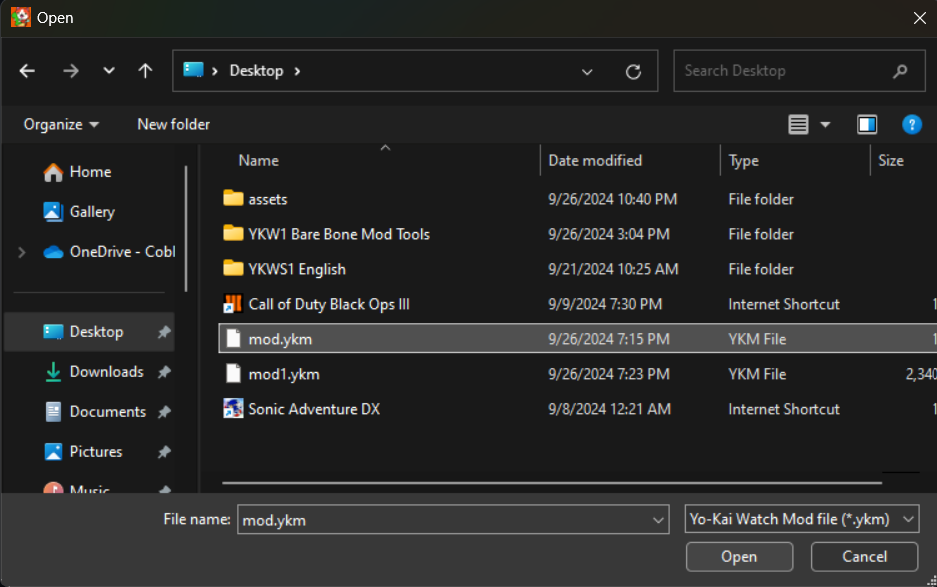 Open
Desktop
Search Desktop
Organize
New folder
?
Name Date modified Type Size
Home
Gallery
OneDrive - Cobl
Desktop
Downloads
Documents
Pictures
Music
assets 9/26/2024 10:40 PM File folder
YKW1 Bare Bone Mod Tools 9/26/2024 3:04 PM File folder
YKWS1 English 9/21/2024 10:25 AM File folder
Call of Duty Black Ops III 9/9/2024 7:30 PM Internet Shortcut 1
mod.ykm 9/26/2024 7:15 PM YKM File 1
mod1.ykm 9/26/2024 7:23 PM YKM File 2,340
Sonic Adventure DX 9/8/2024 12:21 AM Internet Shortcut 1
File name: mod.ykm Yo-Kai Watch Mod file (*.ykm)
Open Cancel